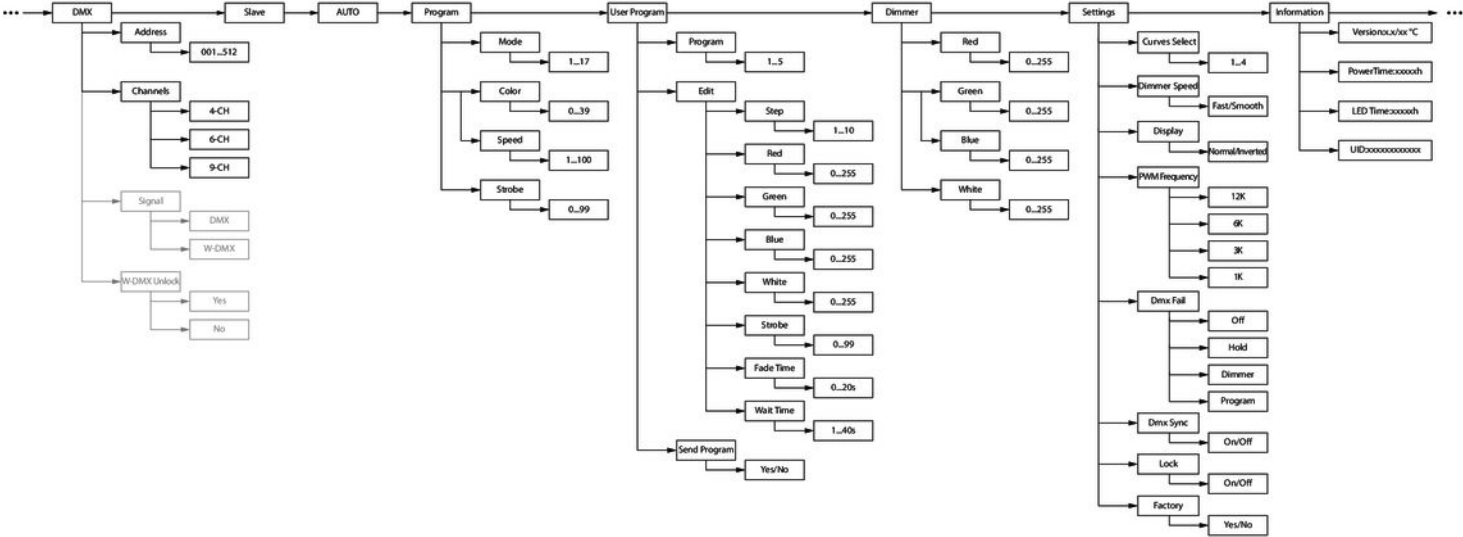 ••• DMX Slave AUTO Program User Program Dimmer Settings Information •••
Address
001...512
Channels
4-CH
6-CH
9-CH
Signal
DMX
W-DMX
W-DMX Unlock
Yes
No
Mode
1...17
Color
0...39
Speed
1...100
Strobe
0...99
Program
1...5
Edit
Step
1...10
Red
0...255
Green
0...255
Blue
0...255
White
0...255
Strobe
0...99
Fade Time
0...20s
Wait Time
1...40s
Send Program
Yes/No
Red
0...255
Green
0...255
Blue
0...255
White
0...255
Curves Select
1...4
Dimmer Speed
Fast/Smooth
Display
Normal/Inverted
PWM Frequency
12K
6K
3K
1K
Dmx Fail
Off
Hold
Dimmer
Program
Dmx Sync
On/Off
Lock
On/Off
Factory
Yes/No
Version:x.x/xx °C
PowerTime:xxxxxh
LED Time:xxxxxh
UID:xxxxxxxxxxxx